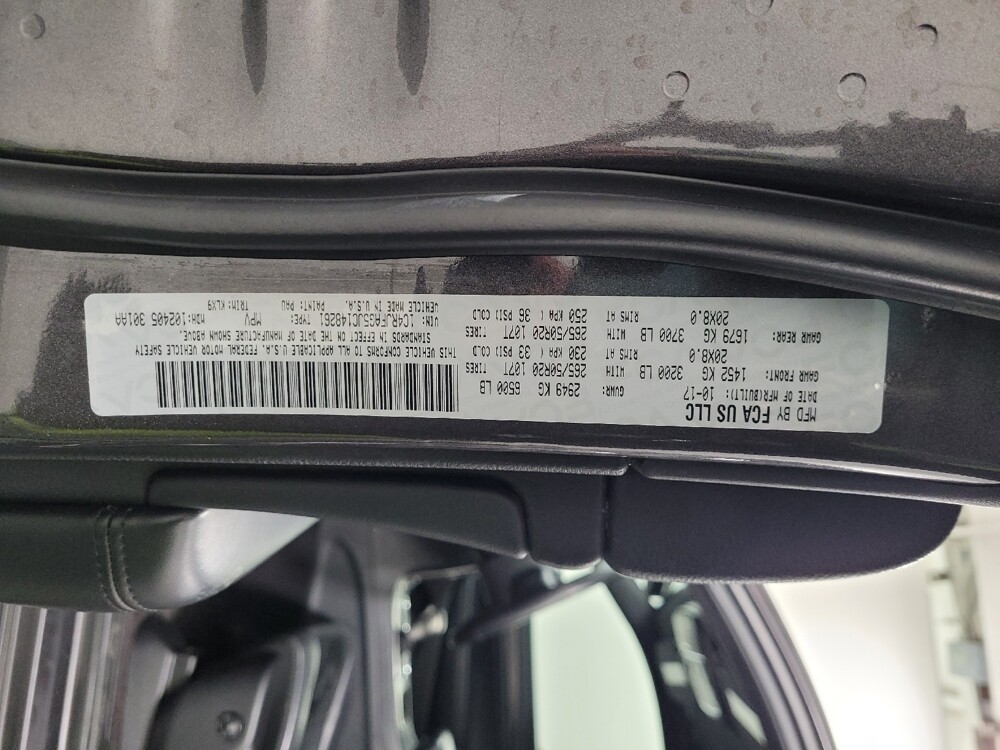 MFD BY FCA US LLC
DATE OF MFR(BUILT): 10-17 GVWR: 2949 KG 6500 LB
GAWR FRONT: 1452 KG 3200 LB WITH 265/50R20 107T TIRES
20X8.0 RIMS AT 230 KPA ( 33 PSI) COLD
GAWR REAR: 1679 KG 3700 LB WITH 265/50R20 107T TIRES
20X8.0 RIMS AT 250 KPA ( 36 PSI) COLD
THIS VEHICLE CONFORMS TO ALL APPLICABLE U.S.A. FEDERAL MOTOR VEHICLE SAFETY
STANDARDS IN EFFECT ON THE DATE OF MANUFACTURE SHOWN ABOVE.
VIN: 1C4RJFAG5JC148261 TYPE: MPV MDH:102405 301AA
VEHICLE MADE IN U.S.A. PAINT: PAU TRIM: KLX9